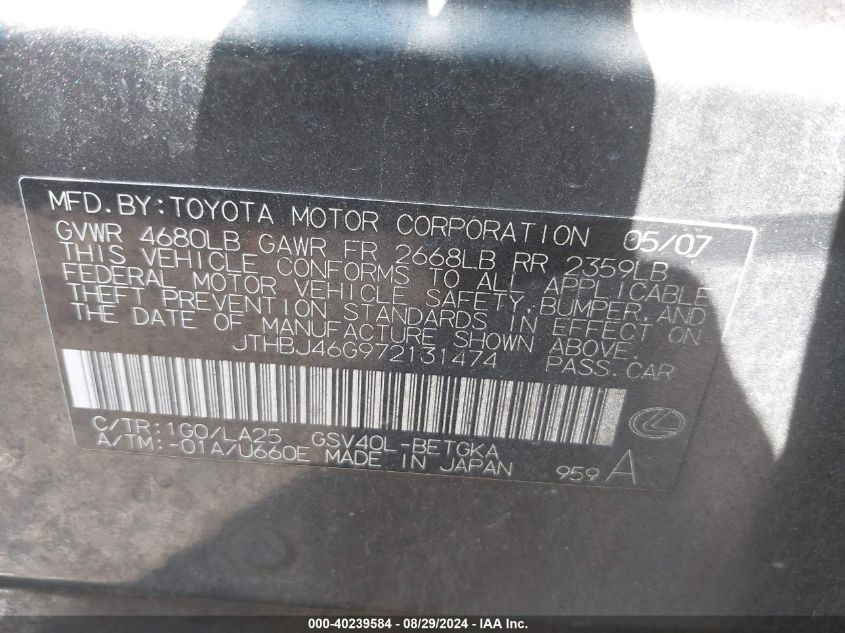 MFD.BY:TOYOTA MOTOR CORPORATION 05/07
GVWR 4680LB GAWR FR 2668LB RR 2359LB
THIS VEHICLE CONFORMS TO ALL APPLICABLE
FEDERAL MOTOR VEHICLE SAFETY, BUMPER, AND
THEFT PREVENTION STANDARDS IN EFFECT ON
THE DATE OF MANUFACTURE SHOWN ABOVE.
JTHBJ46G972131474 PASS.CAR
C/TR:1G0/LA25 GSV40L-BETGKA
A/TM:-01A/U660E MADE IN JAPAN 959A
000-40239584 - 08/29/2024 - IAA Inc.